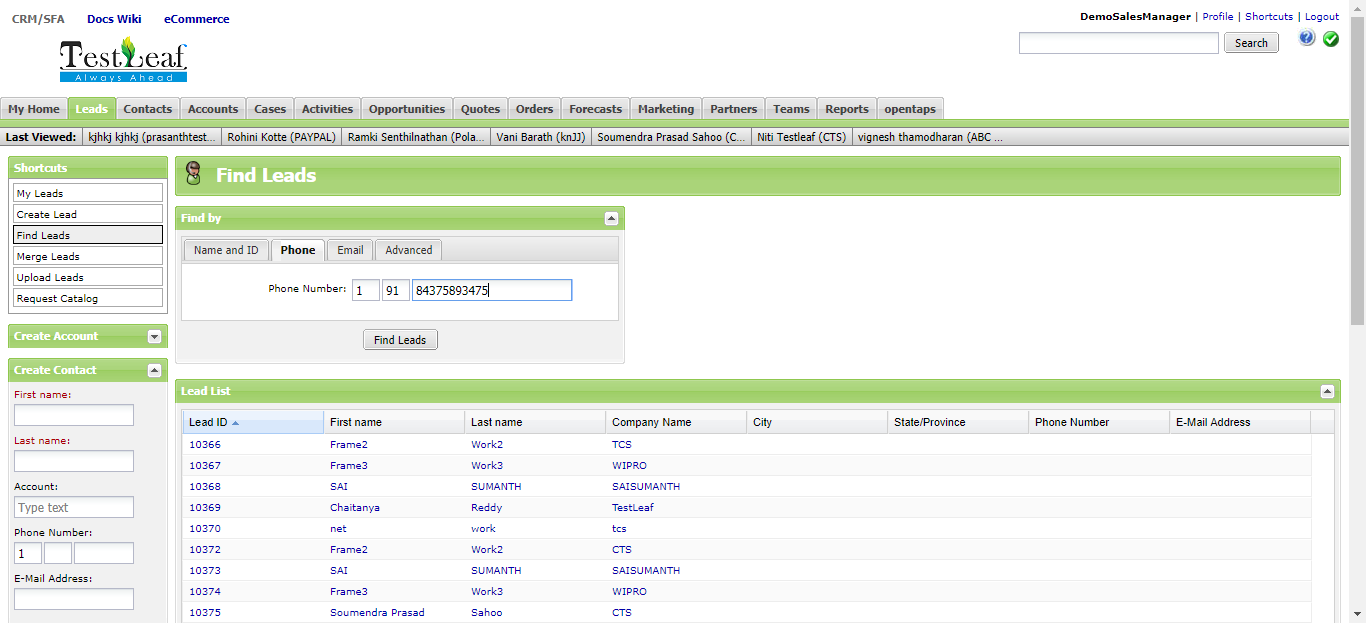 CRM/SFA Docs Wiki eCommerce
DemoSalesManager | Profile | Shortcuts | Logout
TestLeaf
Always Ahead
Search
?
My Home Leads Contacts Accounts Cases Activities Opportunities Quotes Orders Forecasts Marketing Partners Teams Reports opentaps
Last Viewed: kjhkj kjhkj (prasanthtest... Rohini Kotte (PAYPAL) Ramki Senthilnathan (Pola... Vani Barath (knJJ) Soumendra Prasad Sahoo (C... Niti Testleaf (CTS) vignesh thamodharan (ABC ...
Shortcuts
My Leads
Create Lead
Find Leads
Merge Leads
Upload Leads
Request Catalog
Create Account
Create Contact
First name:
Last name:
Account:
Type text
Phone Number:
1
E-Mail Address:
Find Leads
Find by
Name and ID Phone Email Advanced
Phone Number: 1 91 84375893475
Find Leads
Lead List
Lead ID First name Last name Company Name City State/Province Phone Number E-Mail Address
10366 Frame2 Work2 TCS
10367 Frame3 Work3 WIPRO
10368 SAI SUMANTH SAISUMANTH
10369 Chaitanya Reddy TestLeaf
10370 net work tcs
10372 Frame2 Work2 CTS
10373 SAI SUMANTH SAISUMANTH
10374 Frame3 Work3 WIPRO
10375 Soumendra Prasad Sahoo CTS